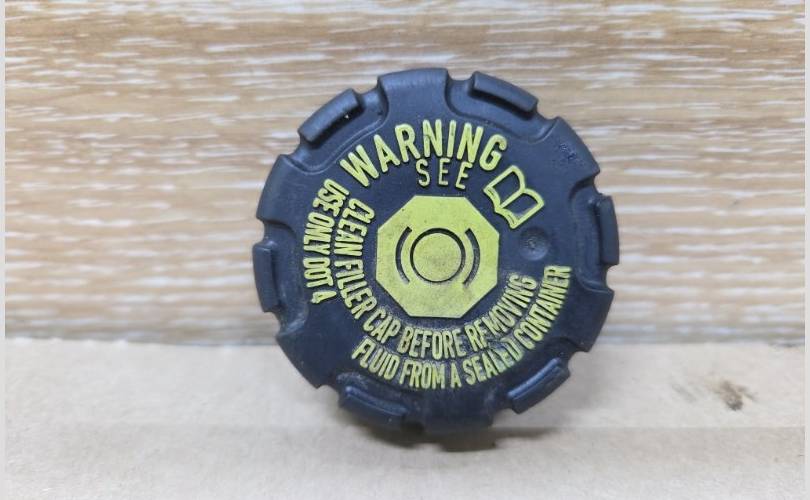 WARNING
SEE
CLEAN FILLER CAP BEFORE REMOVING
USE ONLY DOT 4 FLUID FROM A SEALED CONTAINER